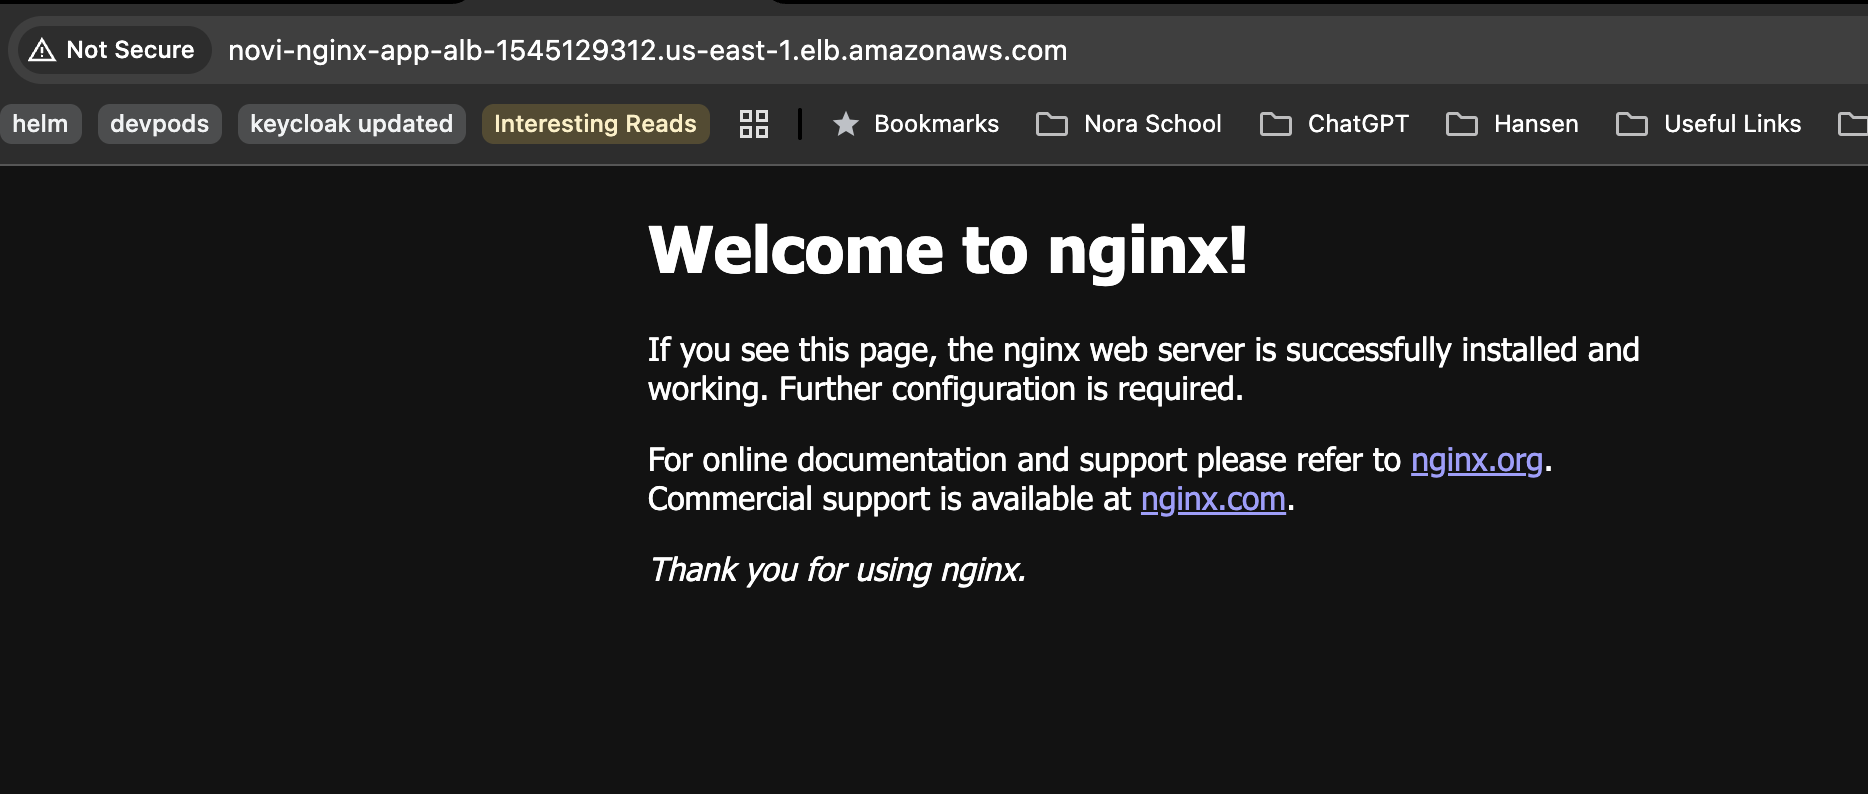 Not Secure novi-nginx-app-alb-1545129312.us-east-1.elb.amazonaws.com
helm devpods keycloak updated Interesting Reads Bookmarks Nora School ChatGPT Hansen Useful Links
Welcome to nginx!
If you see this page, the nginx web server is successfully installed and
working. Further configuration is required.
For online documentation and support please refer to nginx.org.
Commercial support is available at nginx.com.
Thank you for using nginx.